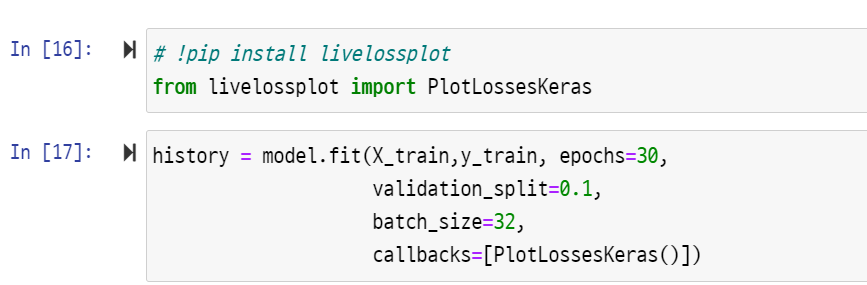 In [16]:
# !pip install livelossplot
from livelossplot import PlotLossesKeras
In [17]:
history = model.fit(X_train,y_train, epochs=30,
validation_split=0.1,
batch_size=32,
callbacks=[PlotLossesKeras()])